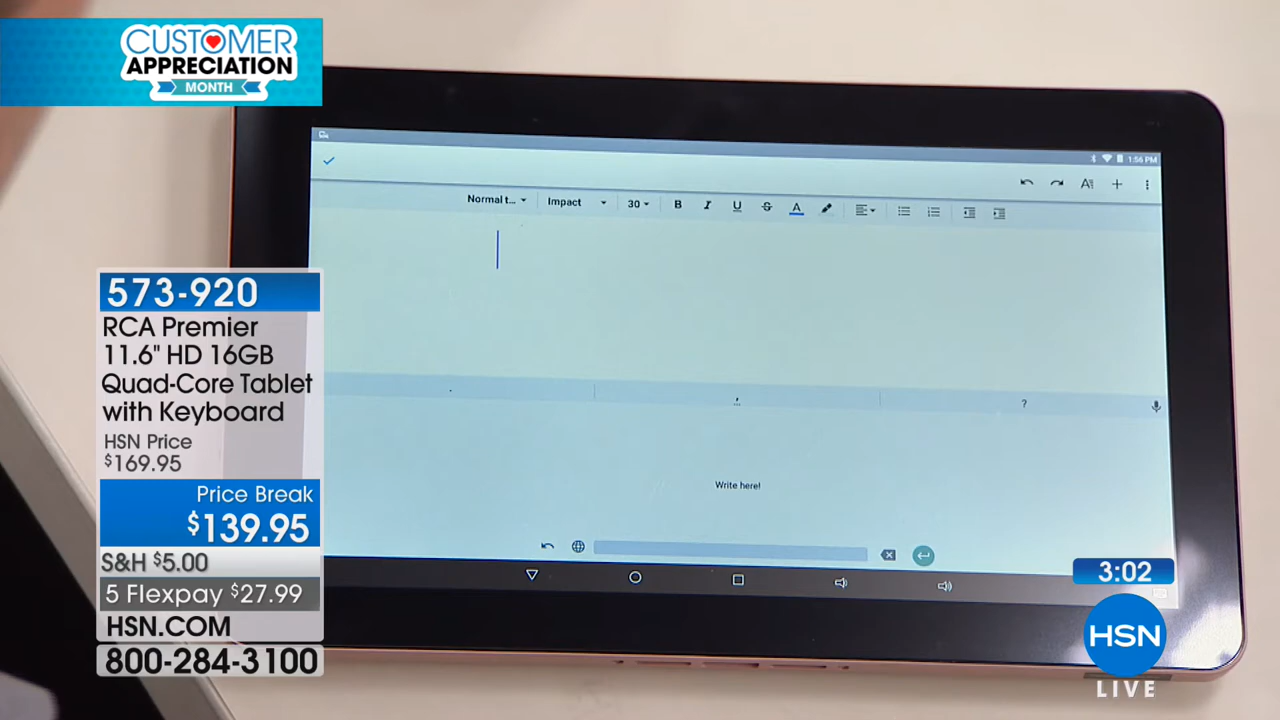 CUSTOMER
APPRECIATION
MONTH
1:56 PM
Normal t...
Impact
30
B I U S A
573-920
RCA Premier
11.6" HD 16GB
Quad-Core Tablet
with Keyboard
HSN Price
$169.95
Price Break
$139.95
S&H $5.00
5 Flexpay $27.99
HSN.COM
800-284-3100
. , ?
Write here!
3:02
HSN
LIVE